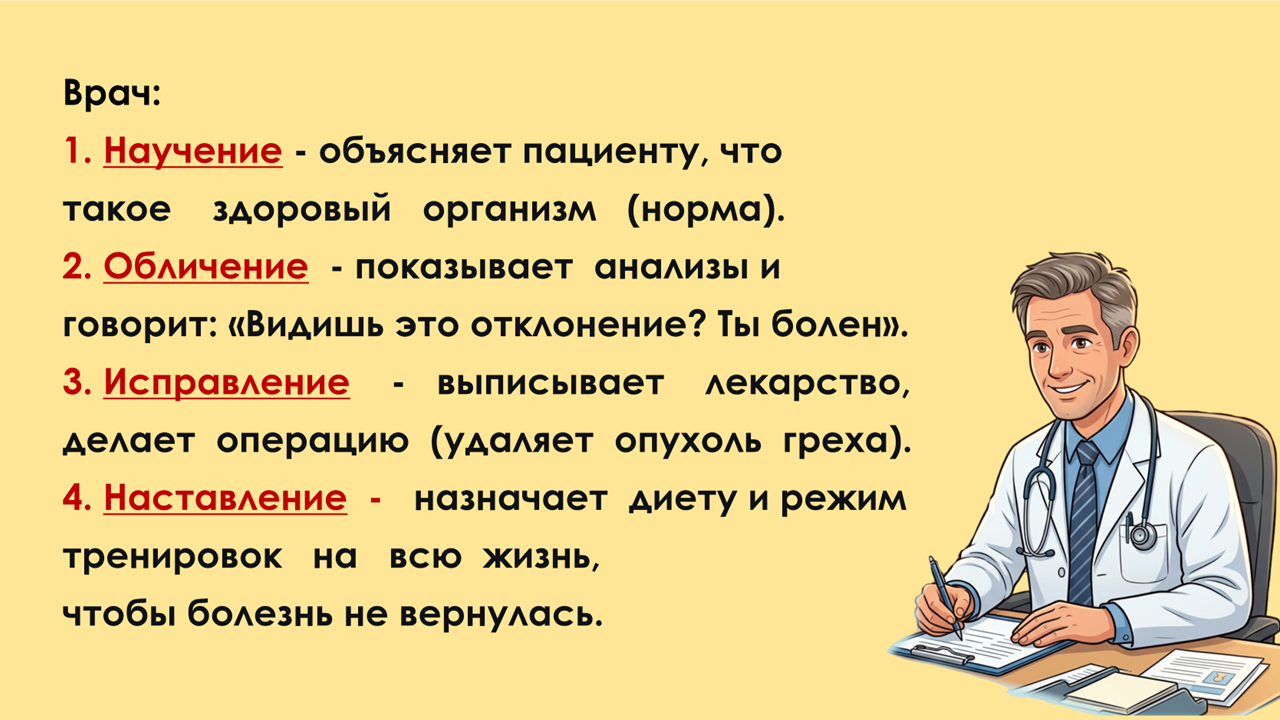 Врач:
1. Научение - объясняет пациенту, что
такое здоровый организм (норма).
2. Обличение - показывает анализы и
говорит: «Видишь это отклонение? Ты болен».
3. Исправление - выписывает лекарство,
делает операцию (удаляет опухоль греха).
4. Наставление - назначает диету и режим
тренировок на всю жизнь,
чтобы болезнь не вернулась.